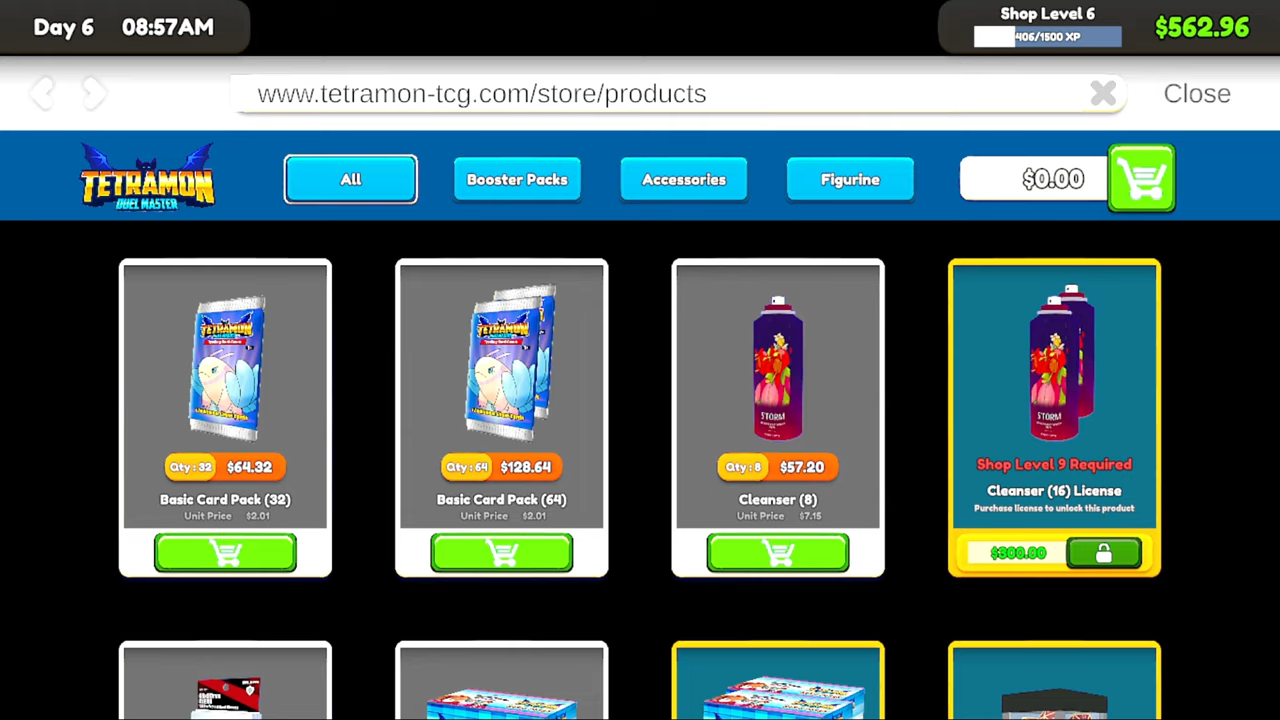 Day 6 08:57AM
Shop Level 6
406/1500 XP
$562.96
www.tetramon-tcg.com/store/products
Close
TETRAMON
DUEL MASTER
All
Booster Packs
Accessories
Figurine
$0.00
TETRAMON
TETRAMON
STORM
STORM
Qty : 32 $64.32
Basic Card Pack (32)
Unit Price $2.01
Qty : 64 $128.64
Basic Card Pack (64)
Unit Price $2.01
Qty : 8 $57.20
Cleanser (8)
Unit Price $7.15
Shop Level 9 Required
Cleanser (16) License
Purchase license to unlock this product
$300.00